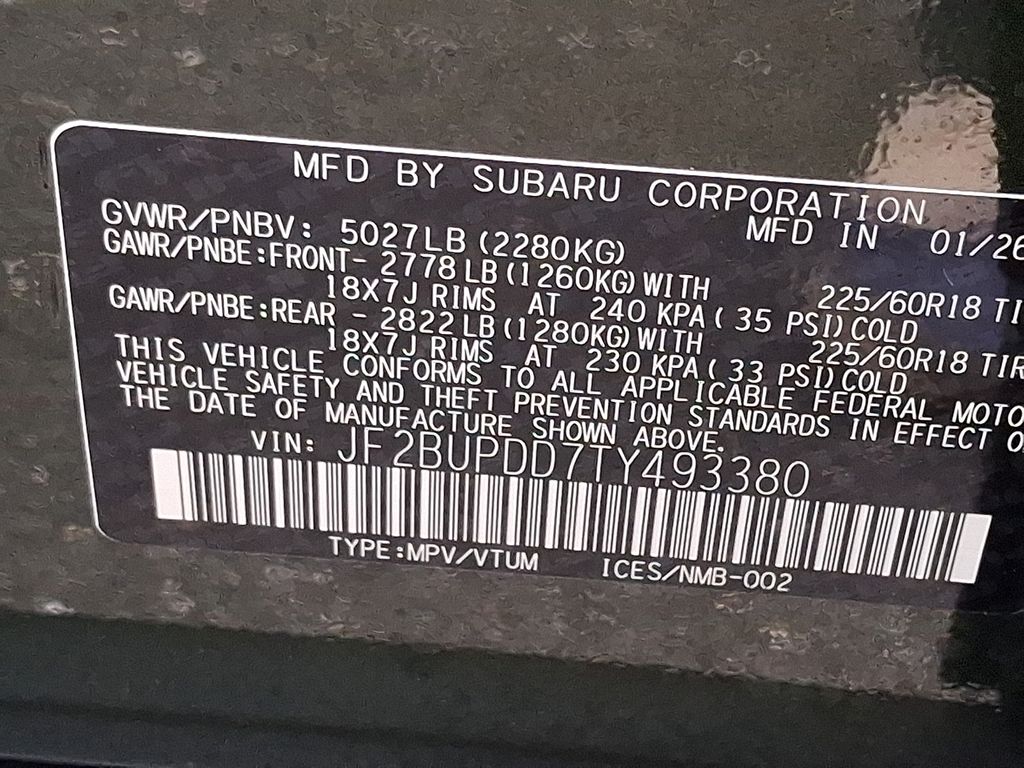 MFD BY SUBARU CORPORATION
MFD IN 01/26
GVWR/PNBV: 5027LB (2280KG)
GAWR/PNBE:FRONT- 2778LB (1260KG) WITH 225/60R18 TI
18X7J RIMS AT 240 KPA ( 35 PSI) COLD
GAWR/PNBE:REAR - 2822LB (1280KG) WITH 225/60R18 TIR
18X7J RIMS AT 230 KPA ( 33 PSI) COLD
THIS VEHICLE CONFORMS TO ALL APPLICABLE FEDERAL MOTO
VEHICLE SAFETY AND THEFT PREVENTION STANDARDS IN EFFECT O
THE DATE OF MANUFACTURE SHOWN ABOVE.
VIN: JF2BUPDD7TY493380
TYPE:MPV/VTUM ICES/NMB-002